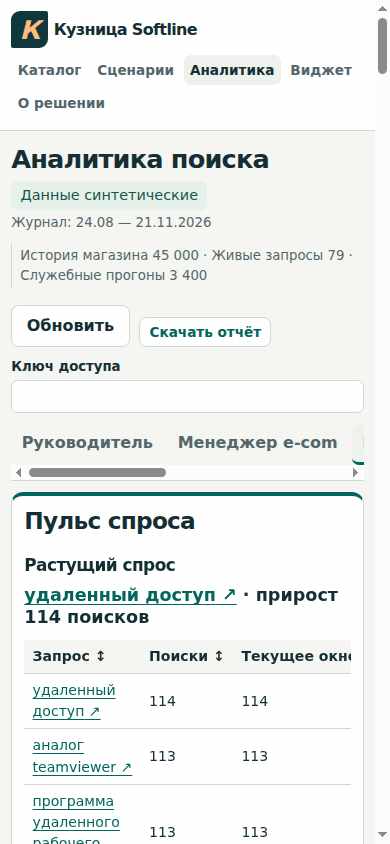 K Кузница Softline
Каталог Сценарии Аналитика Виджет
О решении
Аналитика поиска
Данные синтетические
Журнал: 24.08 — 21.11.2026
История магазина 45 000 · Живые запросы 79 ·
Служебные прогоны 3 400
Обновить Скачать отчёт
Ключ доступа
Руководитель Менеджер e-com
Пульс спроса
Растущий спрос
удаленный доступ ↗ · прирост
114 поисков
Запрос ↕ Поиски ↕ Текущее
удаленный
доступ ↗ 114 114
аналог
teamviewer ↗ 113 113
программа
удаленного
113 113